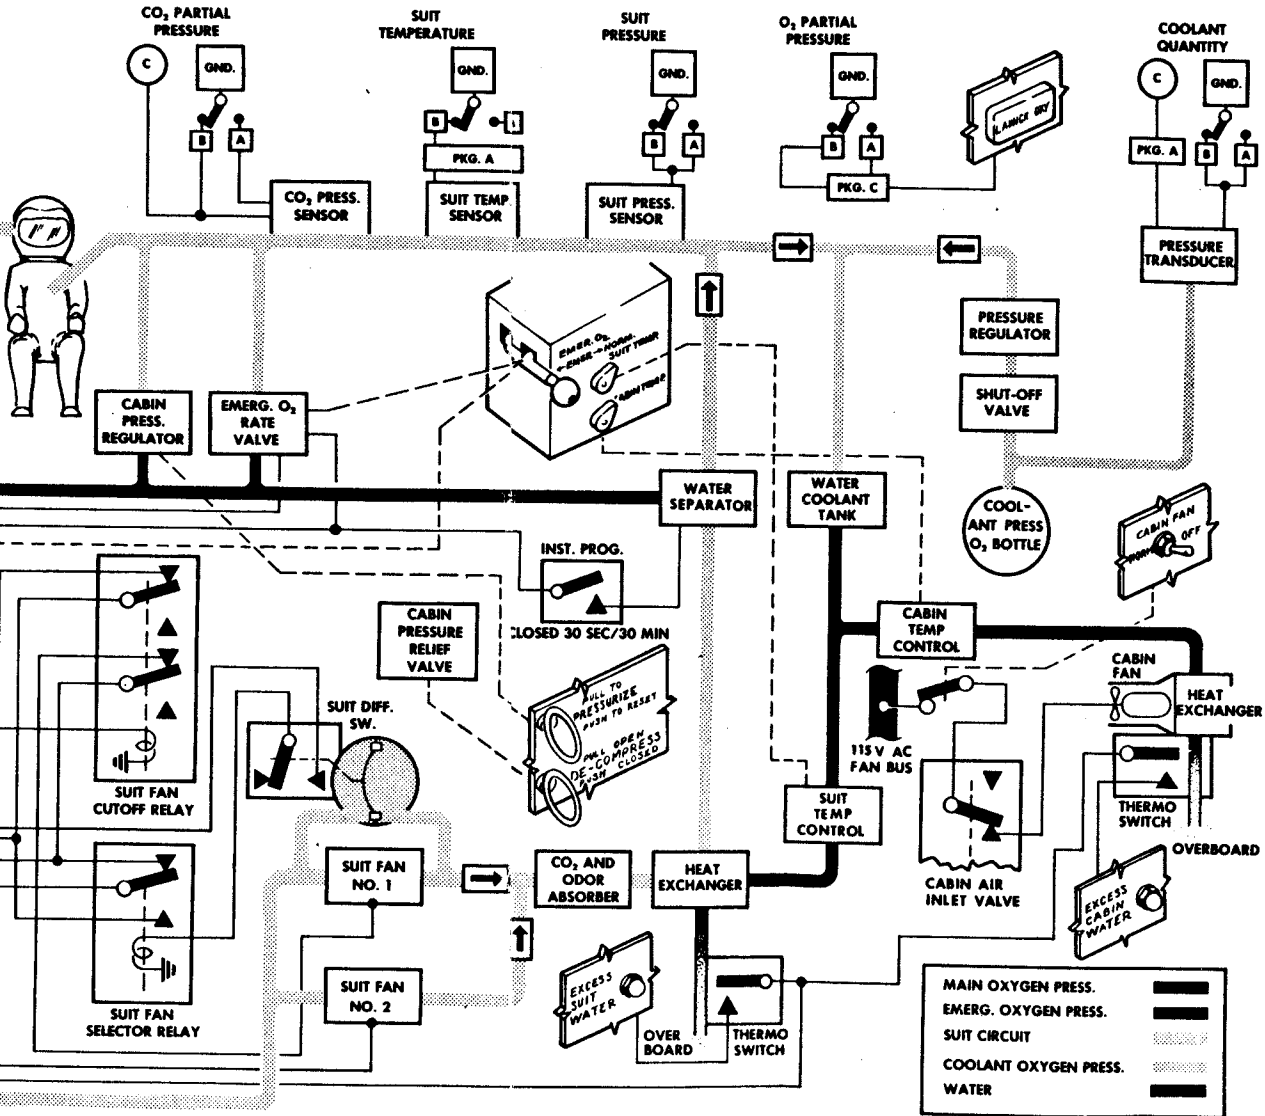 CO₂ PARTIAL
PRESSURE
C
GND.
B
A
SUIT
TEMPERATURE
GND.
B
PKG. A
SUIT
PRESSURE
GND.
B
A
O₂ PARTIAL
PRESSURE
GND.
B
A
PKG. C
COOLANT
QUANTITY
C
GND.
PKG. A
B
A
CO₂ PRESS.
SENSOR
SUIT TEMP
SENSOR
SUIT PRESS.
SENSOR
PRESSURE
TRANSDUCER
PRESSURE
REGULATOR
SHUT-OFF
VALVE
EMER. O₂
EMER. NORM.
SUIT TEMP
CABIN
PRESS.
REGULATOR
EMERG. O₂
RATE
VALVE
WATER
SEPARATOR
WATER
COOLANT
TANK
COOL-
ANT PRESS
O₂ BOTTLE
CABIN FAN
OFF
INST. PROG.
CLOSED 30 SEC/30 MIN
CABIN
PRESSURE
RELIEF
VALVE
CABIN
TEMP
CONTROL
CABIN
FAN
HEAT
EXCHANGER
PULL TO
PRESSURIZE
PUSH TO RESET
PULL OPEN
DE-COMPRESS
PUSH CLOSED
SUIT DIFF.
SW.
115 V AC
FAN BUS
SUIT FAN
CUTOFF RELAY
SUIT
TEMP
CONTROL
THERMO
SWITCH
OVERBOARD
SUIT FAN
NO. 1
CO₂ AND
ODOR
ABSORBER
HEAT
EXCHANGER
CABIN AIR
INLET VALVE
EXCESS
CABIN
WATER
SUIT FAN
NO. 2
EXCESS
SUIT
WATER
OVER
BOARD
THERMO
SWITCH
SUIT FAN
SELECTOR RELAY
MAIN OXYGEN PRESS.
EMERG. OXYGEN PRESS.
SUIT CIRCUIT
COOLANT OXYGEN PRESS.
WATER